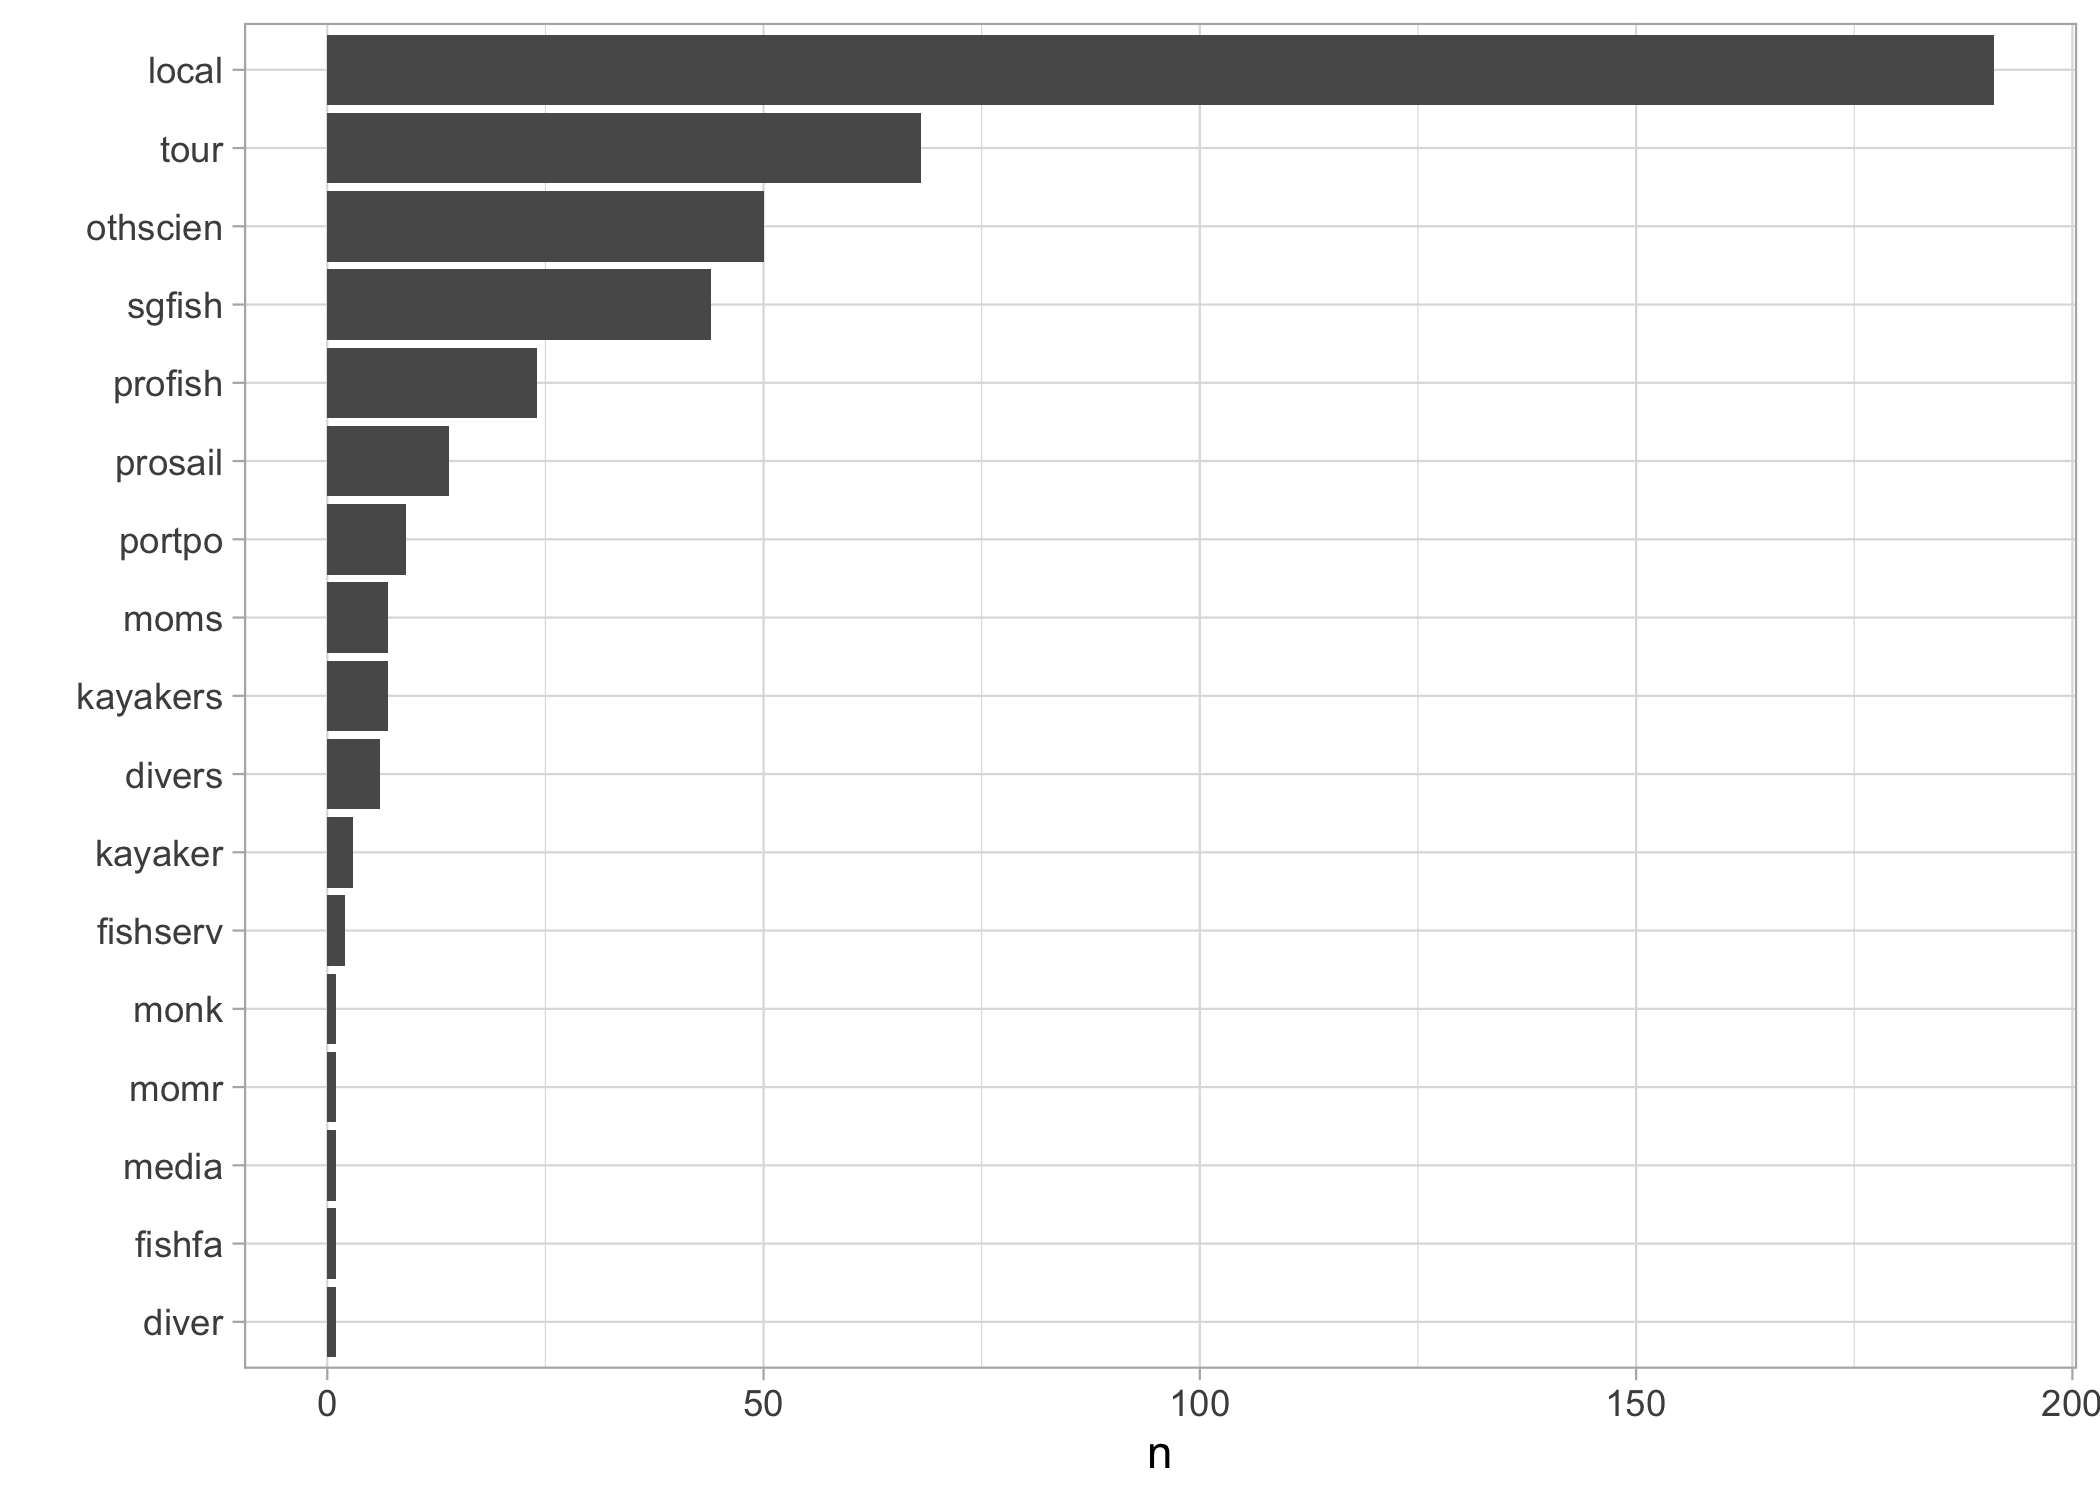 local
tour
othscien
sgfish
profish
prosail
portpo
moms
kayakers
divers
kayaker
fishserv
monk
momr
media
fishfa
diver
0 50 100 150 200
n